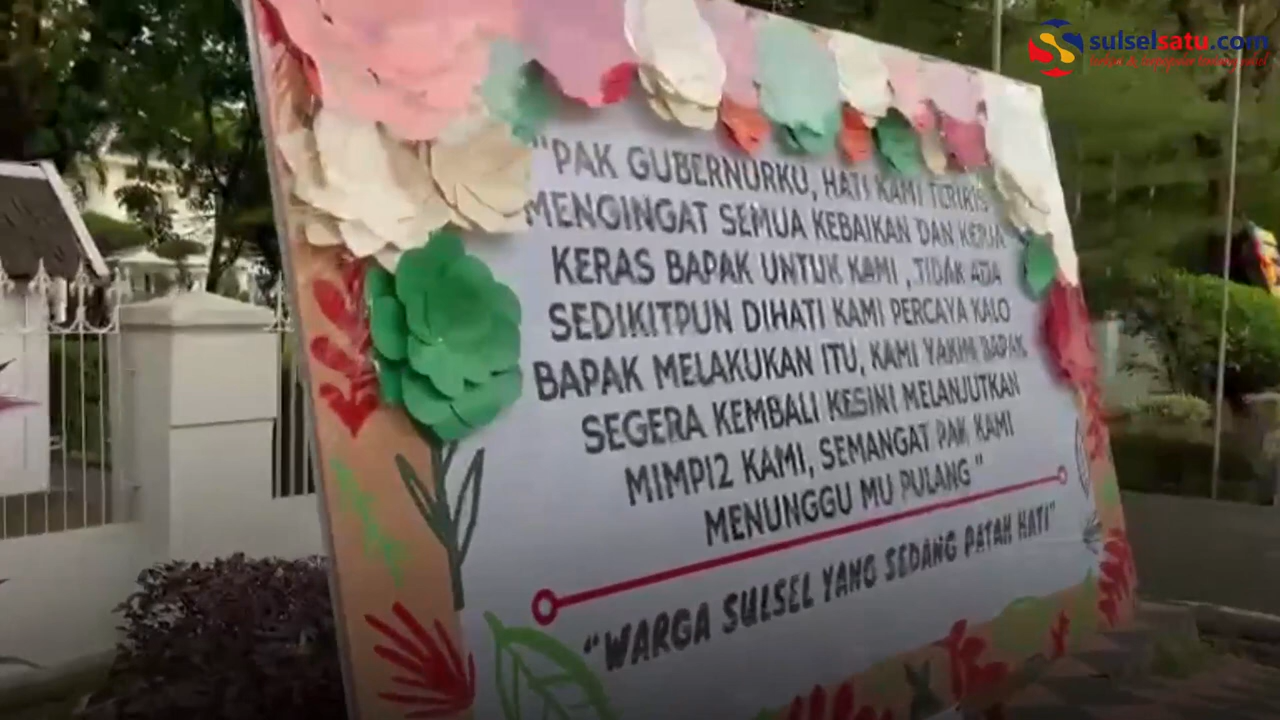 sulselsatu.com
"PAK GUBERNURKU, HATI KAMI TERIRIS
MENGINGAT SEMUA KEBAIKAN DAN KERJA
KERAS BAPAK UNTUK KAMI , TIDAK ADA
SEDIKITPUN DIHATI KAMI PERCAYA KALO
BAPAK MELAKUKAN ITU, KAMI YAKIN BAPAK
SEGERA KEMBALI KESINI MELANJUTKAN
MIMPI2 KAMI, SEMANGAT PAK KAMI
MENUNGGU MU PULANG "
"WARGA SULSEL YANG SEDANG PATAH HATI"